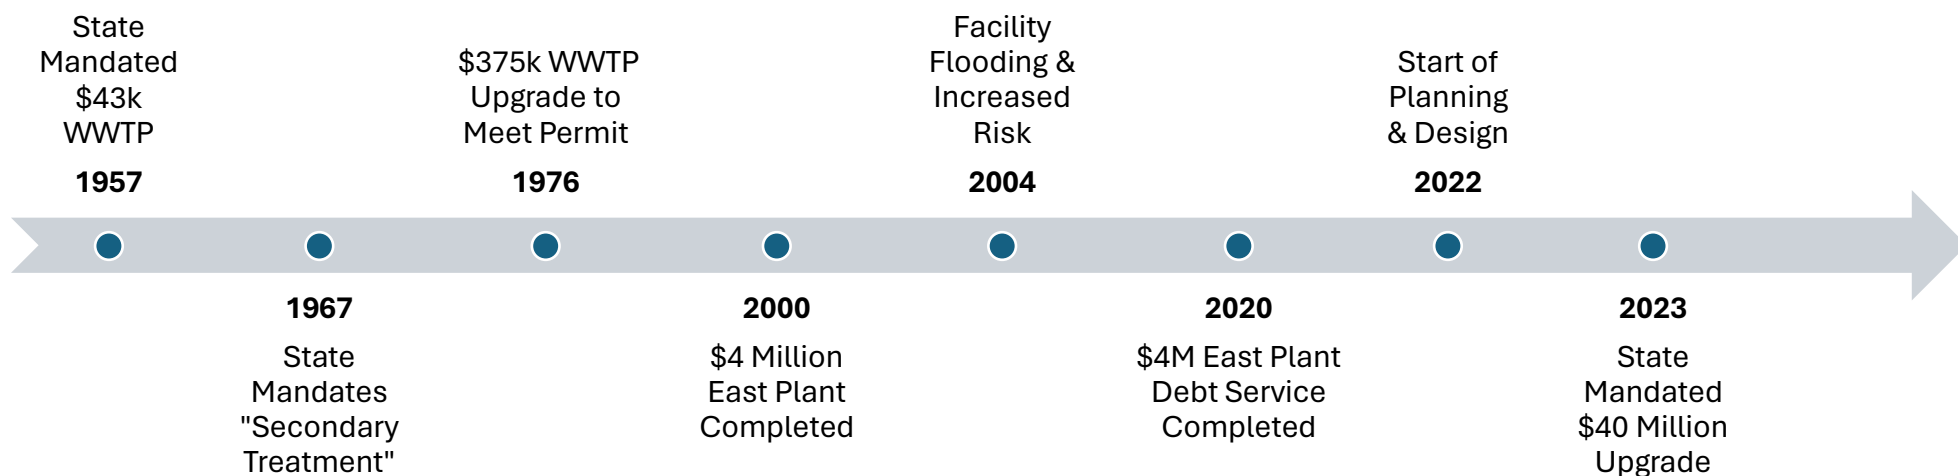 State
Mandated
$43k
WWTP
1957
1967
State
Mandates
"Secondary
Treatment"
$375k WWTP
Upgrade to
Meet Permit
1976
2000
$4 Million
East Plant
Completed
Facility
Flooding &
Increased
Risk
2004
2020
$4M East Plant
Debt Service
Completed
Start of
Planning
& Design
2022
2023
State
Mandated
$40 Million
Upgrade